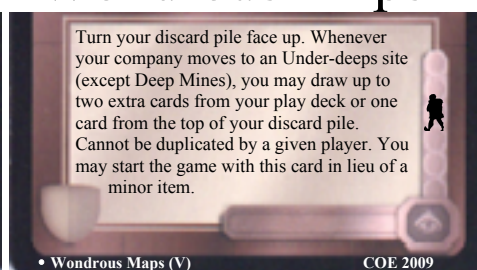 Turn your discard pile face up. Whenever
your company moves to an Under-deeps site
(except Deep Mines), you may draw up to
two extra cards from your play deck or one
card from the top of your discard pile.
Cannot be duplicated by a given player. You
may start the game with this card in lieu of a
minor item.
• Wondrous Maps (V) COE 2009